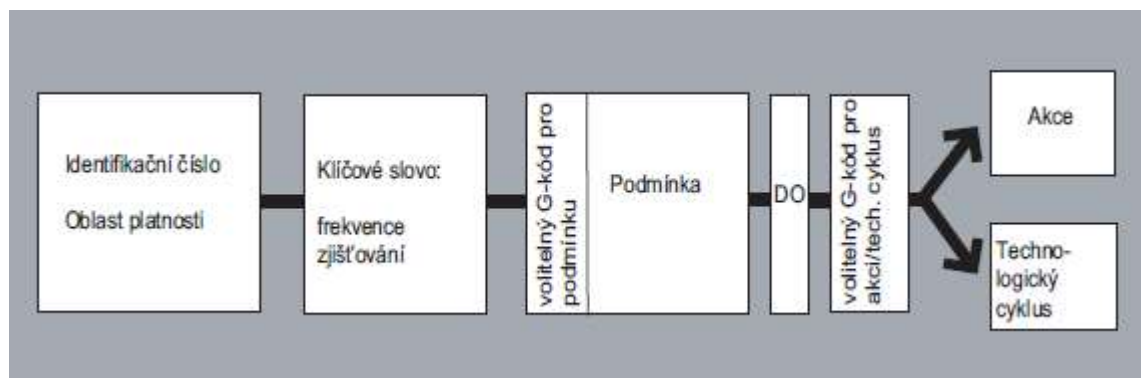 Identifikační číslo
Oblast platnosti
Klíčové slovo:
frekvence
zjišťování
volitelný G-kód pro
podmínku
Podmínka
DO
volitelný G-kód pro
akci/tech. cyklus
Akce
Techno-
logický
cyklus